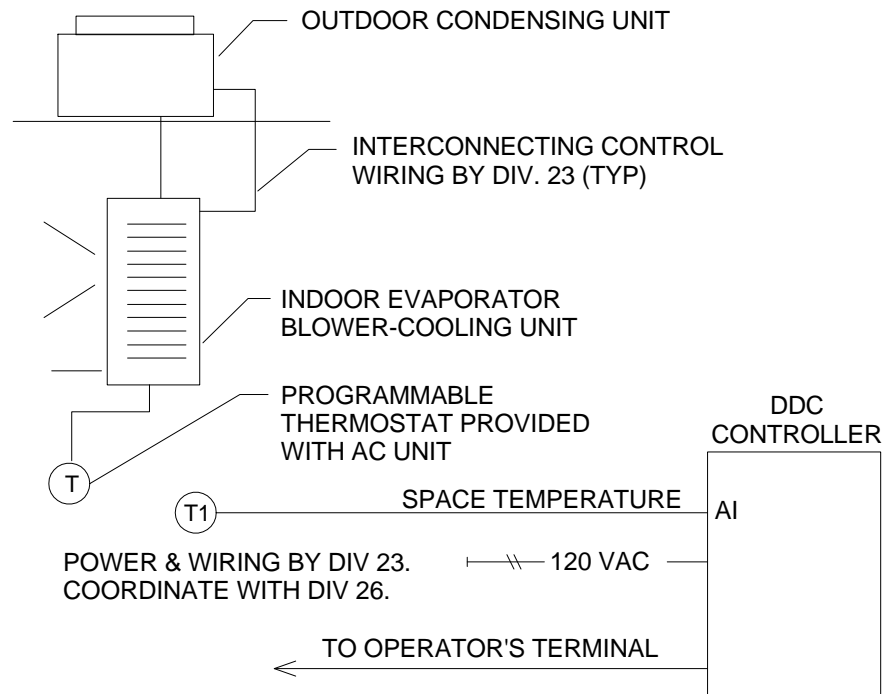 OUTDOOR CONDENSING UNIT
INTERCONNECTING CONTROL
WIRING BY DIV. 23 (TYP)
INDOOR EVAPORATOR
BLOWER-COOLING UNIT
PROGRAMMABLE
THERMOSTAT PROVIDED
WITH AC UNIT
DDC
CONTROLLER
T
T1
SPACE TEMPERATURE
AI
POWER & WIRING BY DIV 23.
COORDINATE WITH DIV 26.
120 VAC
TO OPERATOR'S TERMINAL